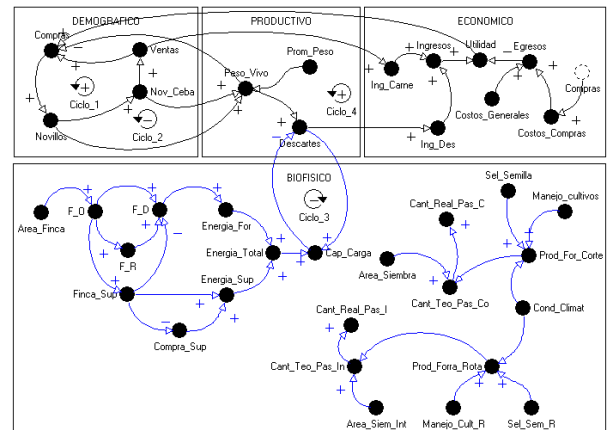 DEMOGRAFICO
PRODUCTIVO
ECONOMICO
Compras
Ventas
Prom_Peso
Ingresos
Utilidad
Egresos
Peso_Vivo
Ing_Carne
Compras
Nov_Ceba
Ciclo_1
Ciclo_2
Ciclo_4
Costos_Generales
Novillos
Descartes
Ing_Des
Costos_Compras
BIOFISICO
Ciclo_3
Sel_Semilla
Manejo_cultivos
Cant_Real_Pas_C
Area_Finca
F_O
F_D
Energia_For
F_R
Energia_Total
Cap_Carga
Prod_For_Corte
Area_Siembra
Finca_Sup
Energia_Sup
Cant_Teo_Pas_Co
Cond_Climat
Cant_Real_Pas_I
Compra_Sup
Cant_Teo_Pas_In
Prod_Forra_Rota
Area_Siem_Int
Manejo_Cult_R
Sel_Sem_R